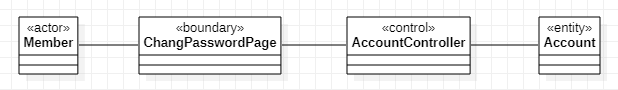 «actor»
Member
«boundary»
ChangPasswordPage
«control»
AccountController
«entity»
Account